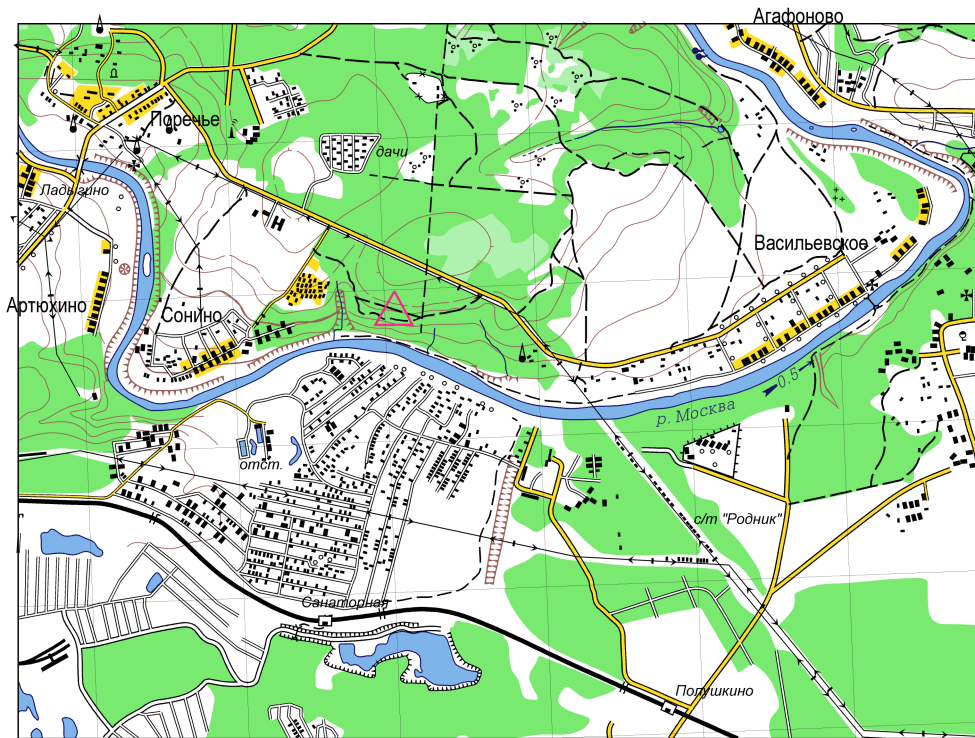 Агафоново
Поречье
дачи
Ладыгино
Васильевское
Артюхино
Сонино
0.5
р. Москва
отст.
с/т "Родник"
Санаторная
Полушкино